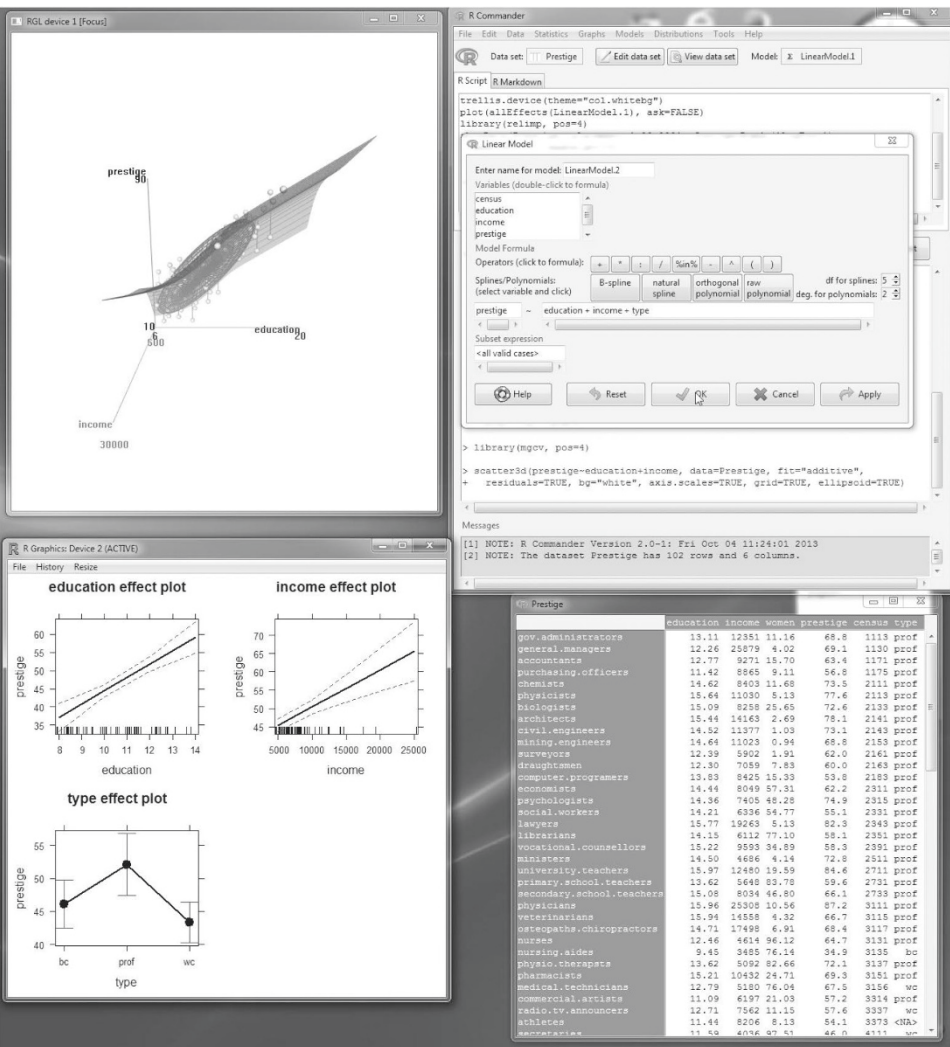 RGL device 1 [Focus]
prestige
90
10
6
500
education
20
income
30000
R Commander
File Edit Data Statistics Graphs Models Distributions Tools Help
Data set: Prestige Edit data set View data set Model: Σ LinearModel.1
R Script R Markdown
trellis.device(theme="col.whitebg")
plot(allEffects(LinearModel.1), ask=FALSE)
library(relimp, pos=4)
Linear Model
Enter name for model: LinearModel.2
Variables (double-click to formula)
census
education
income
prestige
Model Formula
Operators (click to formula): + * : / %in% - ^ ( )
Splines/Polynomials:
(select variable and click)
B-spline
natural spline
orthogonal polynomial
raw polynomial
df for splines: 5
deg. for polynomials: 2
prestige ~ education + income + type
Subset expression
<all valid cases>
Help Reset OK Cancel Apply
> library(mgcv, pos=4)
> scatter3d(prestige~education+income, data=Prestige, fit="additive",
+ residuals=TRUE, bg="white", axis.scales=TRUE, grid=TRUE, ellipsoid=TRUE)
Messages
[1] NOTE: R Commander Version 2.0-1: Fri Oct 04 11:24:01 2013
[2] NOTE: The dataset Prestige has 102 rows and 6 columns.
R Graphics: Device 2 (ACTIVE)
File History Resize
education effect plot
prestige
60
55
50
45
40
35
8 9 10 11 12 13 14
education
income effect plot
prestige
70
65
60
55
50
45
5000 10000 15000 20000 25000
income
type effect plot
prestige
55
50
45
40
bc prof wc
type
Prestige
education income women prestige census type
gov.administrators 13.11 12351 11.16 68.8 1113 prof
general.managers 12.26 25879 4.02 69.1 1130 prof
accountants 12.77 9271 15.70 63.4 1171 prof
purchasing.officers 11.42 8865 9.11 56.8 1175 prof
chemists 14.62 8403 11.68 73.5 2111 prof
physicists 15.64 11030 5.13 77.6 2113 prof
biologists 15.09 8258 25.65 72.6 2133 prof
architects 15.44 14163 2.69 78.1 2141 prof
civil.engineers 14.52 11377 1.03 73.1 2143 prof
mining.engineers 14.64 11023 0.94 68.8 2153 prof
surveyors 12.39 5902 1.91 62.0 2161 prof
draughtsmen 12.30 7059 7.83 60.0 2163 prof
computer.programers 13.83 8425 15.33 53.8 2183 prof
economists 14.44 8049 57.31 62.2 2311 prof
psychologists 14.36 7405 48.28 74.9 2315 prof
social.workers 14.21 6336 54.77 55.1 2331 prof
lawyers 15.77 19263 5.13 82.3 2343 prof
librarians 14.15 6112 77.10 58.1 2351 prof
vocational.counsellors 15.22 9593 34.89 58.3 2391 prof
ministers 14.50 4686 4.14 72.8 2511 prof
university.teachers 15.97 12480 19.59 84.6 2711 prof
primary.school.teachers 13.62 5648 83.78 59.6 2731 prof
secondary.school.teachers 15.08 8034 46.80 66.1 2733 prof
physicians 15.96 25308 10.56 87.2 3111 prof
veterinarians 15.94 14558 4.32 66.7 3115 prof
osteopaths.chiropractors 14.71 17498 6.91 68.4 3117 prof
nurses 12.46 4614 96.12 64.7 3131 prof
nursing.aides 9.45 3485 76.14 34.9 3135 bc
physio.therapsts 13.62 5092 82.66 72.1 3137 prof
pharmacists 15.21 10432 24.71 69.3 3151 prof
medical.technicians 12.79 5180 76.04 67.5 3156 wc
commercial.artists 11.09 6197 21.03 57.2 3314 prof
radio.tv.announcers 12.71 7562 11.15 57.6 3337 wc
athletes 11.44 8206 8.13 54.1 3373 <NA>
secretaries 11.59 4036 97.51 46.0 4111 wc